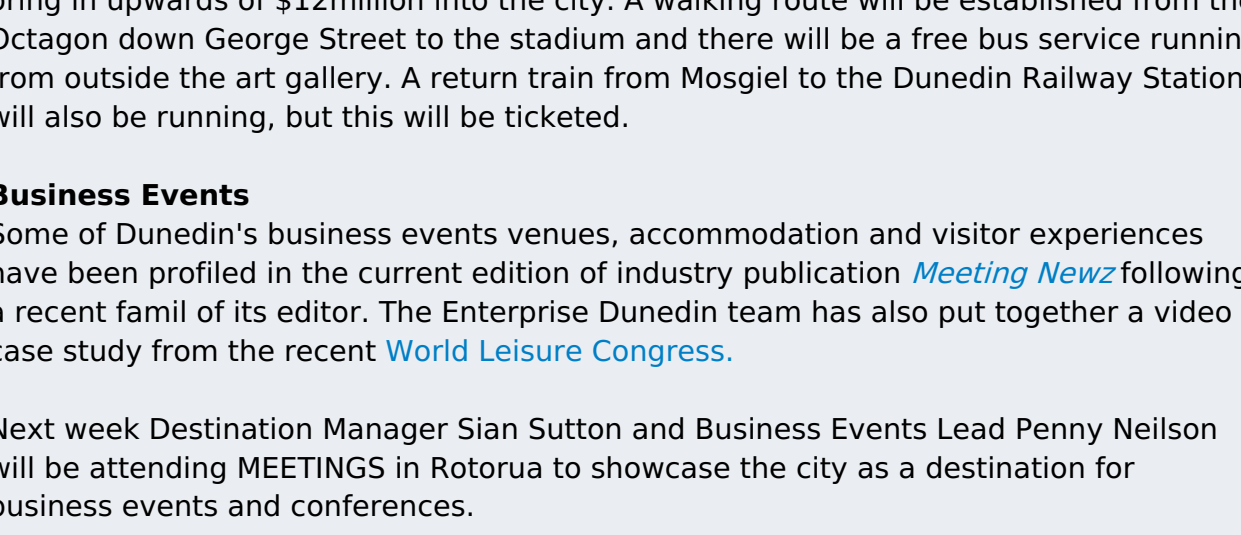 bring in upwards of $12million into the city. A walking route will be established from the
Octagon down George Street to the stadium and there will be a free bus service runnin
from outside the art gallery. A return train from Mosgiel to the Dunedin Railway Station
will also be running, but this will be ticketed.
Business Events
Some of Dunedin's business events venues, accommodation and visitor experiences
have been profiled in the current edition of industry publication Meeting Newz following
a recent famil of its editor. The Enterprise Dunedin team has also put together a video
case study from the recent World Leisure Congress.
Next week Destination Manager Sian Sutton and Business Events Lead Penny Neilson
will be attending MEETINGS in Rotorua to showcase the city as a destination for
business events and conferences.